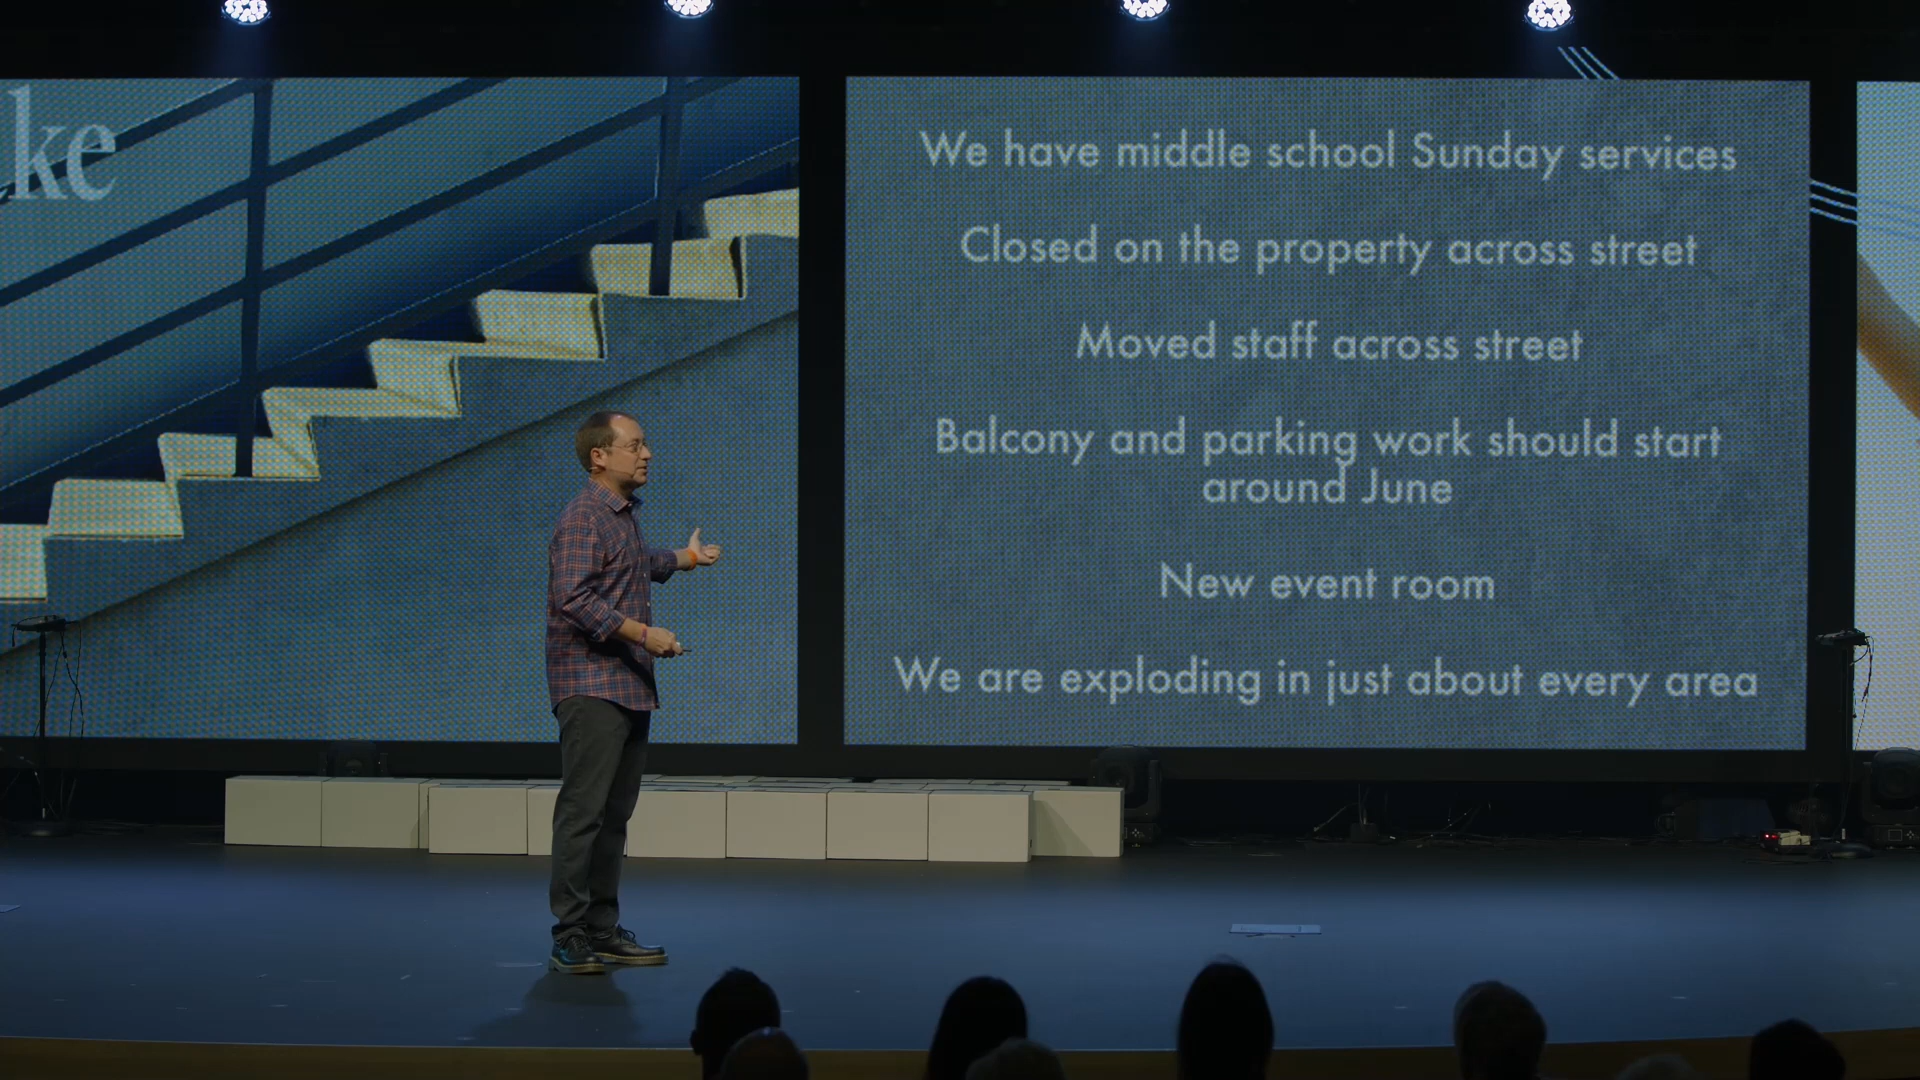 ke
We have middle school Sunday services
Closed on the property across street
Moved staff across street
Balcony and parking work should start
around June
New event room
We are exploding in just about every area